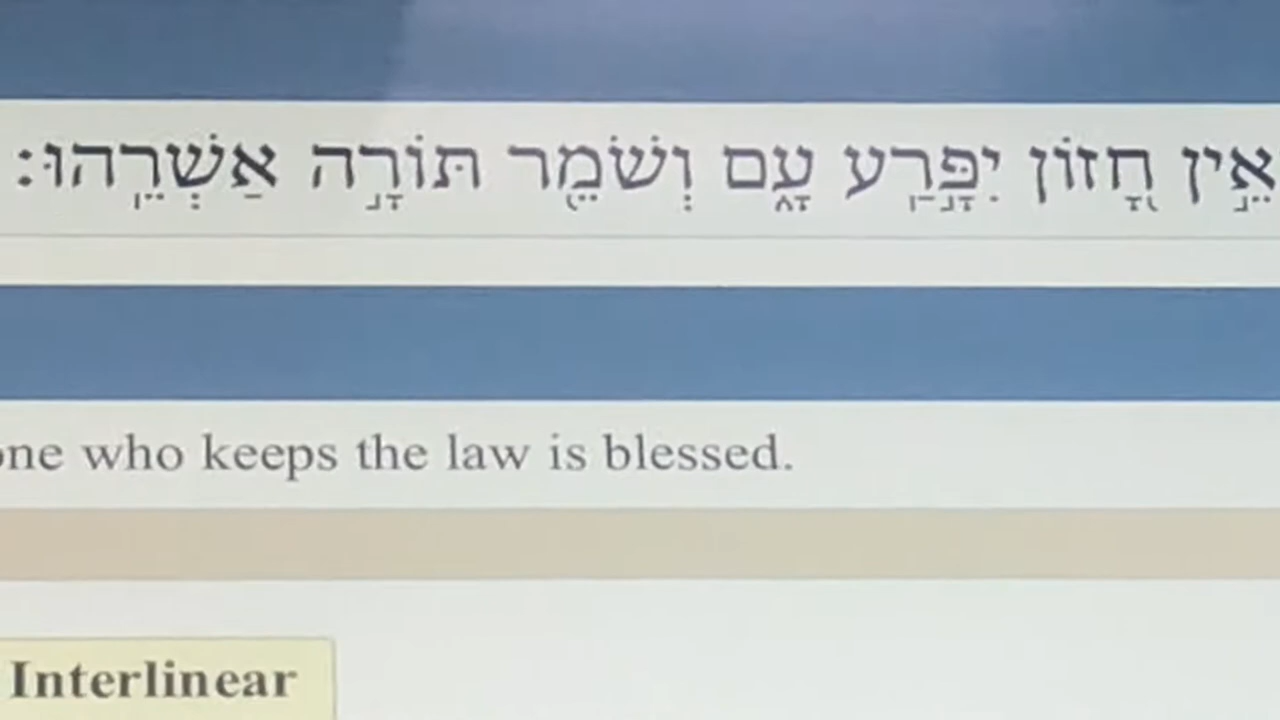 אֵ֣ין חָ֭זוֹן יִפָּ֣רַֽע עָ֑ם וְשֹׁמֵ֖ר תּוֹרָ֣ה אַשְׁרֵֽהוּ׃
one who keeps the law is blessed.
Interlinear